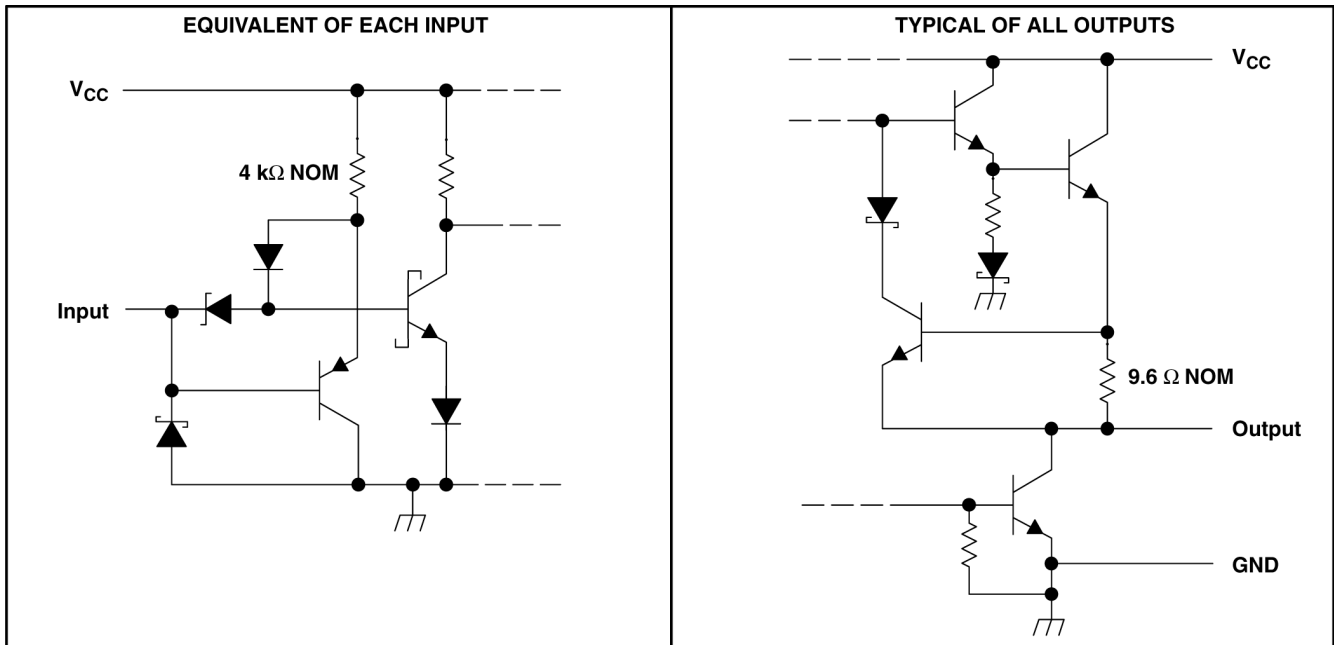 EQUIVALENT OF EACH INPUT
VCC
4 kΩ NOM
Input
TYPICAL OF ALL OUTPUTS
VCC
9.6 Ω NOM
Output
GND